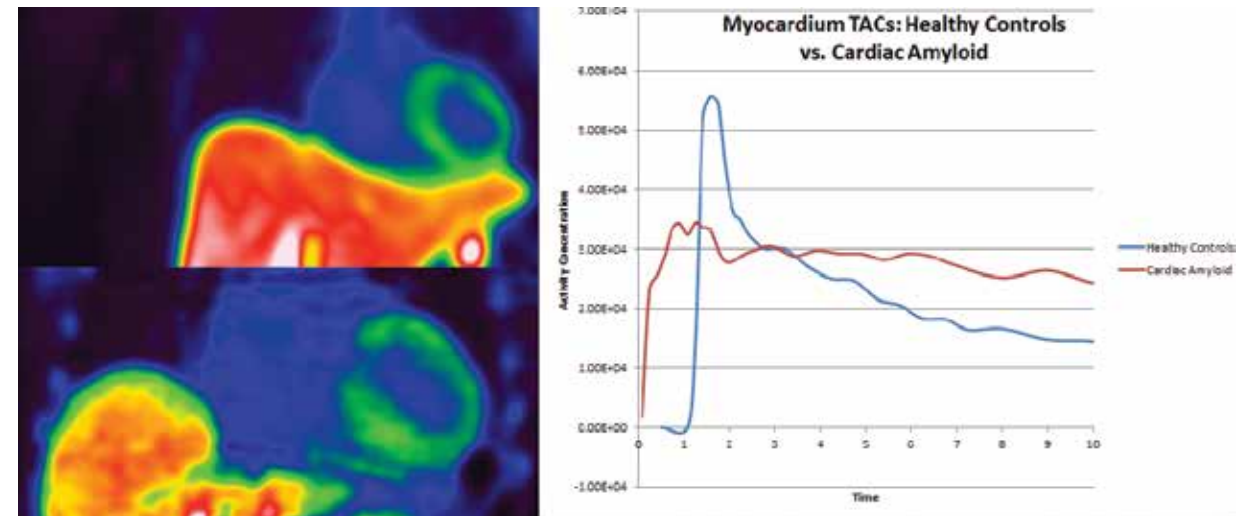 7.00E+04
Myocardium TACs: Healthy Controls
vs. Cardiac Amyloid
6.00E+04
5.00E+04
4.00E+04
3.00E+04
2.00E+04
1.00E+04
0.00E+00
-1.00E+04
Activity Concentration
0 1 2 3 4 5 6 7 8 9 10
Time
Healthy Controls
Cardiac Amyloid